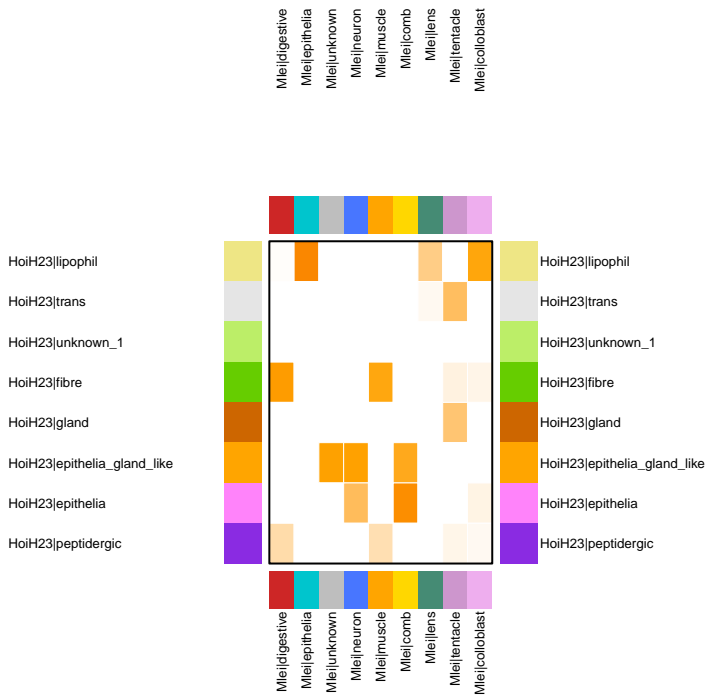 Mlei|digestive
Mlei|epithelia
Mlei|unknown
Mlei|neuron
Mlei|muscle
Mlei|comb
Mlei|lens
Mlei|tentacle
Mlei|colloblast
HoiH23|lipophil HoiH23|lipophil
HoiH23|trans HoiH23|trans
HoiH23|unknown_1 HoiH23|unknown_1
HoiH23|fibre HoiH23|fibre
HoiH23|gland HoiH23|gland
HoiH23|epithelia_gland_like HoiH23|epithelia_gland_like
HoiH23|epithelia HoiH23|epithelia
HoiH23|peptidergic HoiH23|peptidergic
Mlei|digestive
Mlei|epithelia
Mlei|unknown
Mlei|neuron
Mlei|muscle
Mlei|comb
Mlei|lens
Mlei|tentacle
Mlei|colloblast